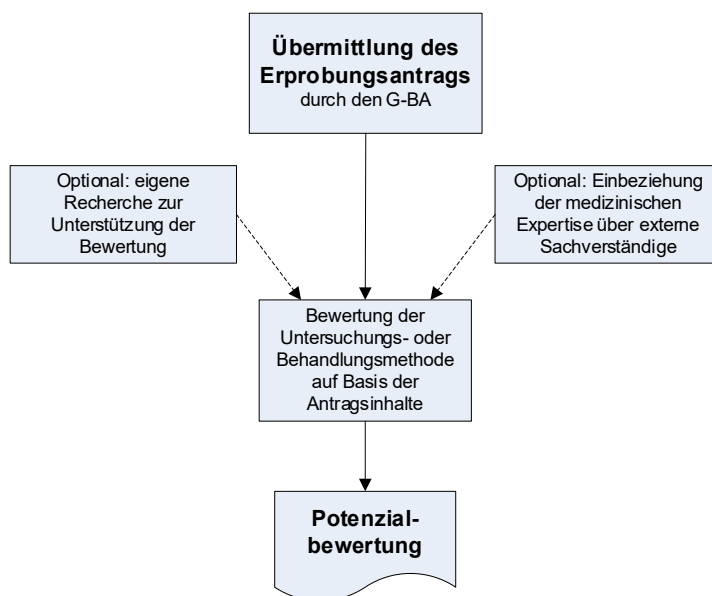 Übermittlung des
Erprobungsantrags
durch den G-BA
Optional: eigene
Recherche zur
Unterstützung der
Bewertung
Optional: Einbeziehung
der medizinischen
Expertise über externe
Sachverständige
Bewertung der
Untersuchungs- oder
Behandlungsmethode
auf Basis der
Antragsinhalte
Potenzial-
bewertung